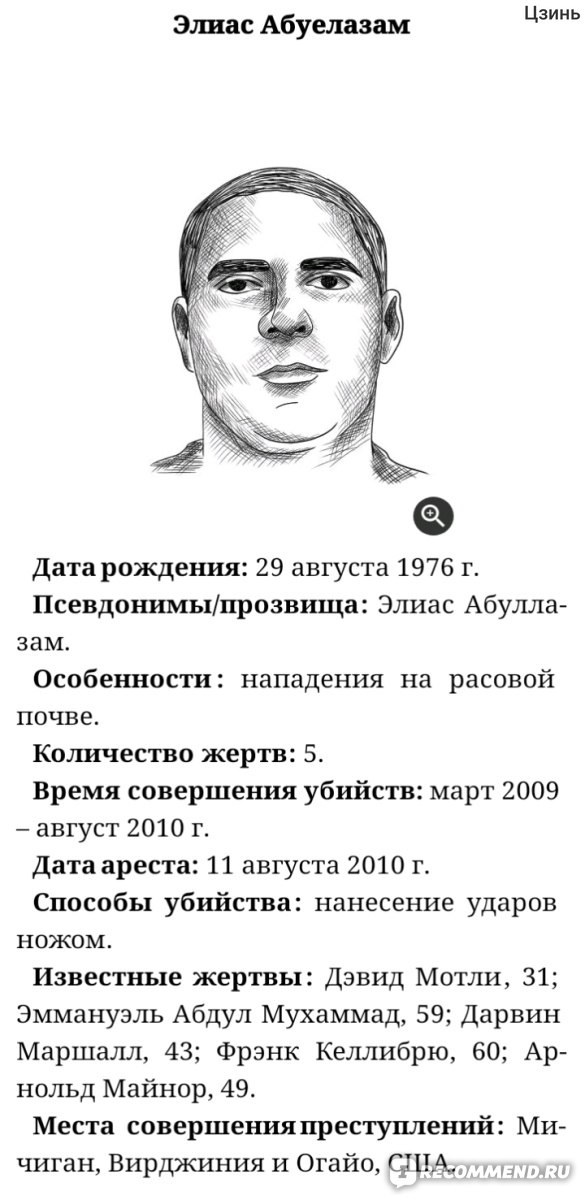 Цзинь
Элиас Абуелазам
Дата рождения: 29 августа 1976 г.
Псевдонимы/прозвища: Элиас Абулла-
зам.
Особенности: нападения на расовой
почве.
Количество жертв: 5.
Время совершения убийств: март 2009
– август 2010 г.
Дата ареста: 11 августа 2010 г.
Способы убийства: нанесение ударов
ножом.
Известные жертвы: Дэвид Мотли, 31;
Эммануэль Абдул Мухаммад, 59; Дарвин
Маршалл, 43; Фрэнк Келлибрю, 60; Ар-
нольд Майнор, 49.
Места совершения преступлений: Ми-
чиган, Вирджиния и Огайо, США.
RECOMMEND.RU